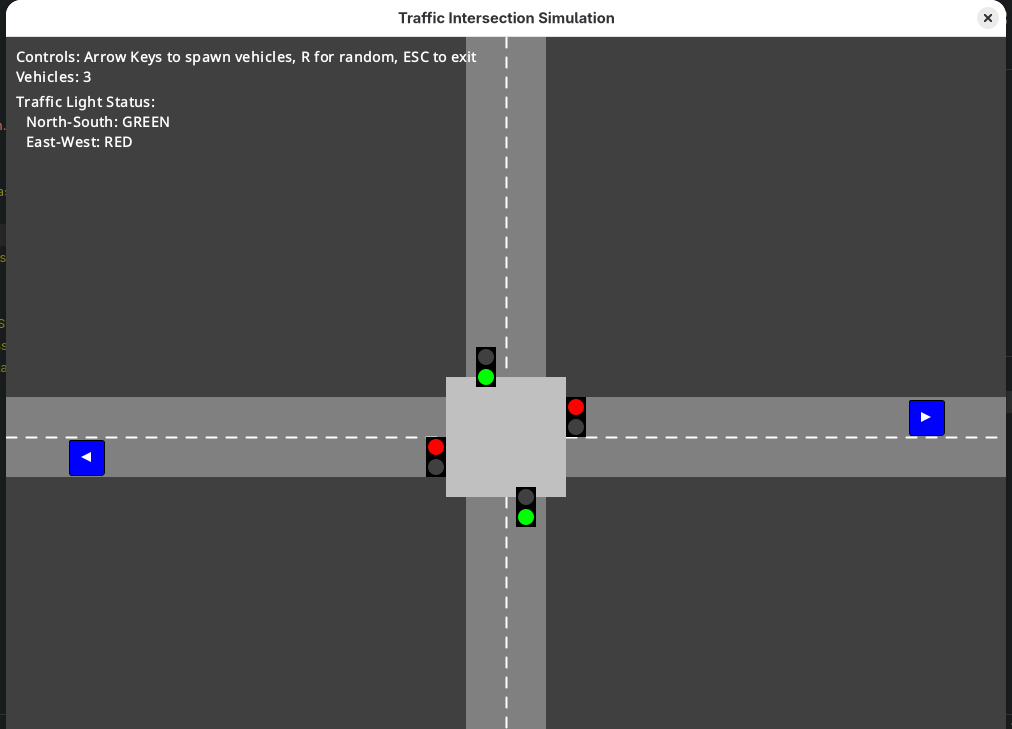 Traffic Intersection Simulation
Controls: Arrow Keys to spawn vehicles, R for random, ESC to exit
Vehicles: 3
Traffic Light Status:
North-South: GREEN
East-West: RED